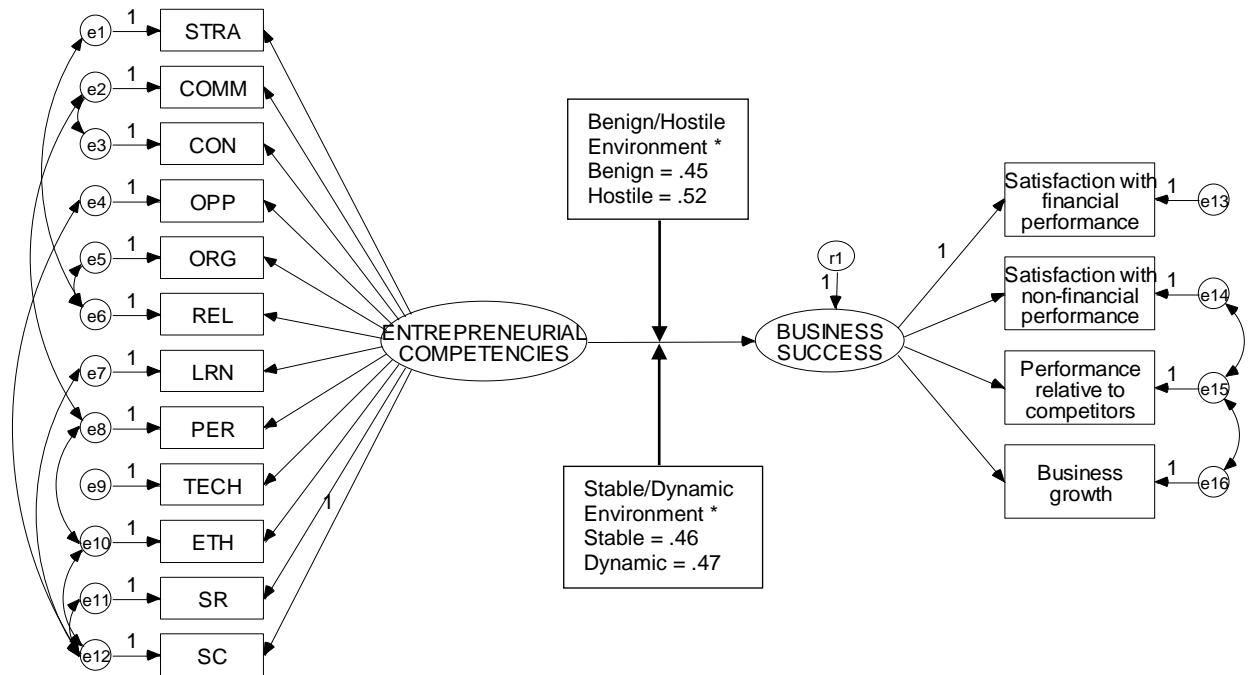 e1
1
STRA
e2
1
COMM
e3
1
CON
e4
1
OPP
e5
1
ORG
e6
1
REL
e7
1
LRN
e8
1
PER
e9
1
TECH
e10
1
ETH
e11
1
SR
e12
1
SC
1
ENTREPRENEURIAL
COMPETENCIES
Benign/Hostile
Environment *
Benign = .45
Hostile = .52
Stable/Dynamic
Environment *
Stable = .46
Dynamic = .47
r1
1
BUSINESS
SUCCESS
1
Satisfaction with
financial
performance
1
e13
Satisfaction with
non-financial
performance
1
e14
Performance
relative to
competitors
1
e15
Business
growth
1
e16